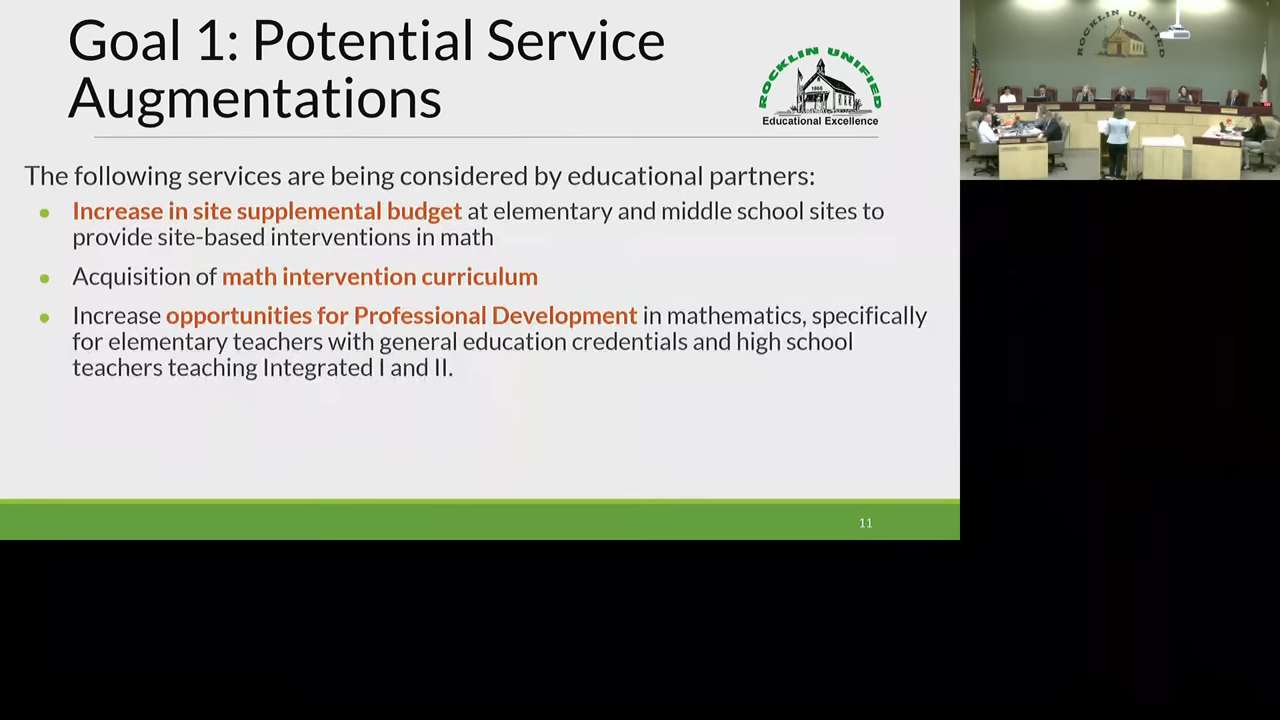 Goal 1: Potential Service
Augmentations
ROCKLIN UNIFIED
1866
Educational Excellence
The following services are being considered by educational partners:
• Increase in site supplemental budget at elementary and middle school sites to
provide site-based interventions in math
• Acquisition of math intervention curriculum
• Increase opportunities for Professional Development in mathematics, specifically
for elementary teachers with general education credentials and high school
teachers teaching Integrated I and II.
11
ROCKLIN UNIFIED